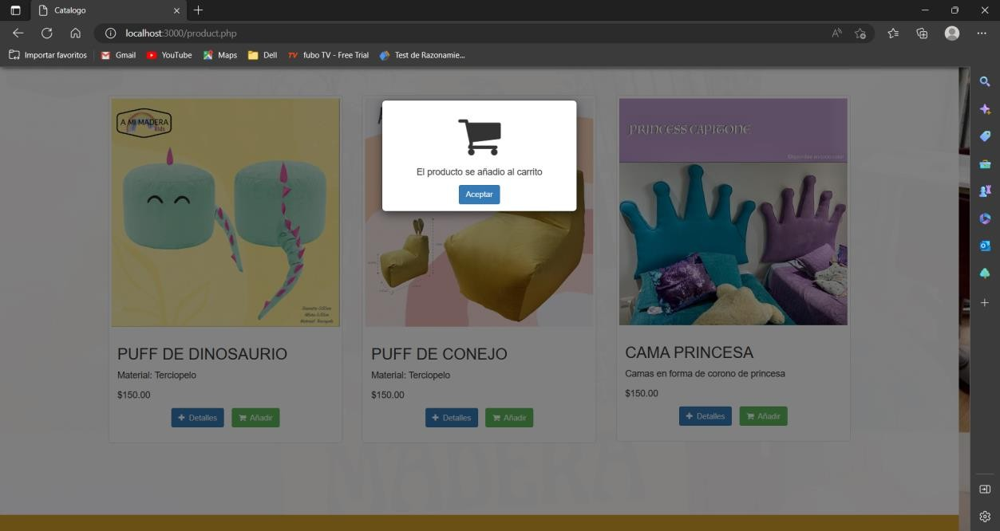 Catalogo
localhost:3000/product.php
Importar favoritos
Gmail
YouTube
Maps
Dell
fubo TV - Free Trial
Test de Razonamie...
A MI MADERA
Kids
PRINCESS CAPITONE
El producto se añadio al carrito
Aceptar
PUFF DE DINOSAURIO
Material: Terciopelo
$150.00
Detalles
Añadir
PUFF DE CONEJO
Material: Terciopelo
$150.00
Detalles
Añadir
CAMA PRINCESA
Camas en forma de corono de princesa
$150.00
Detalles
Añadir
MADERA